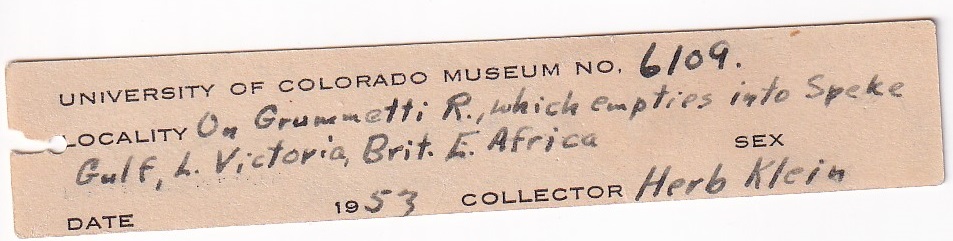 UNIVERSITY OF COLORADO MUSEUM NO. 6109.
LOCALITY On Grummetti R., which empties into Speke
Gulf, L. Victoria, Brit. E. Africa SEX
DATE 1953 COLLECTOR Herb Klein